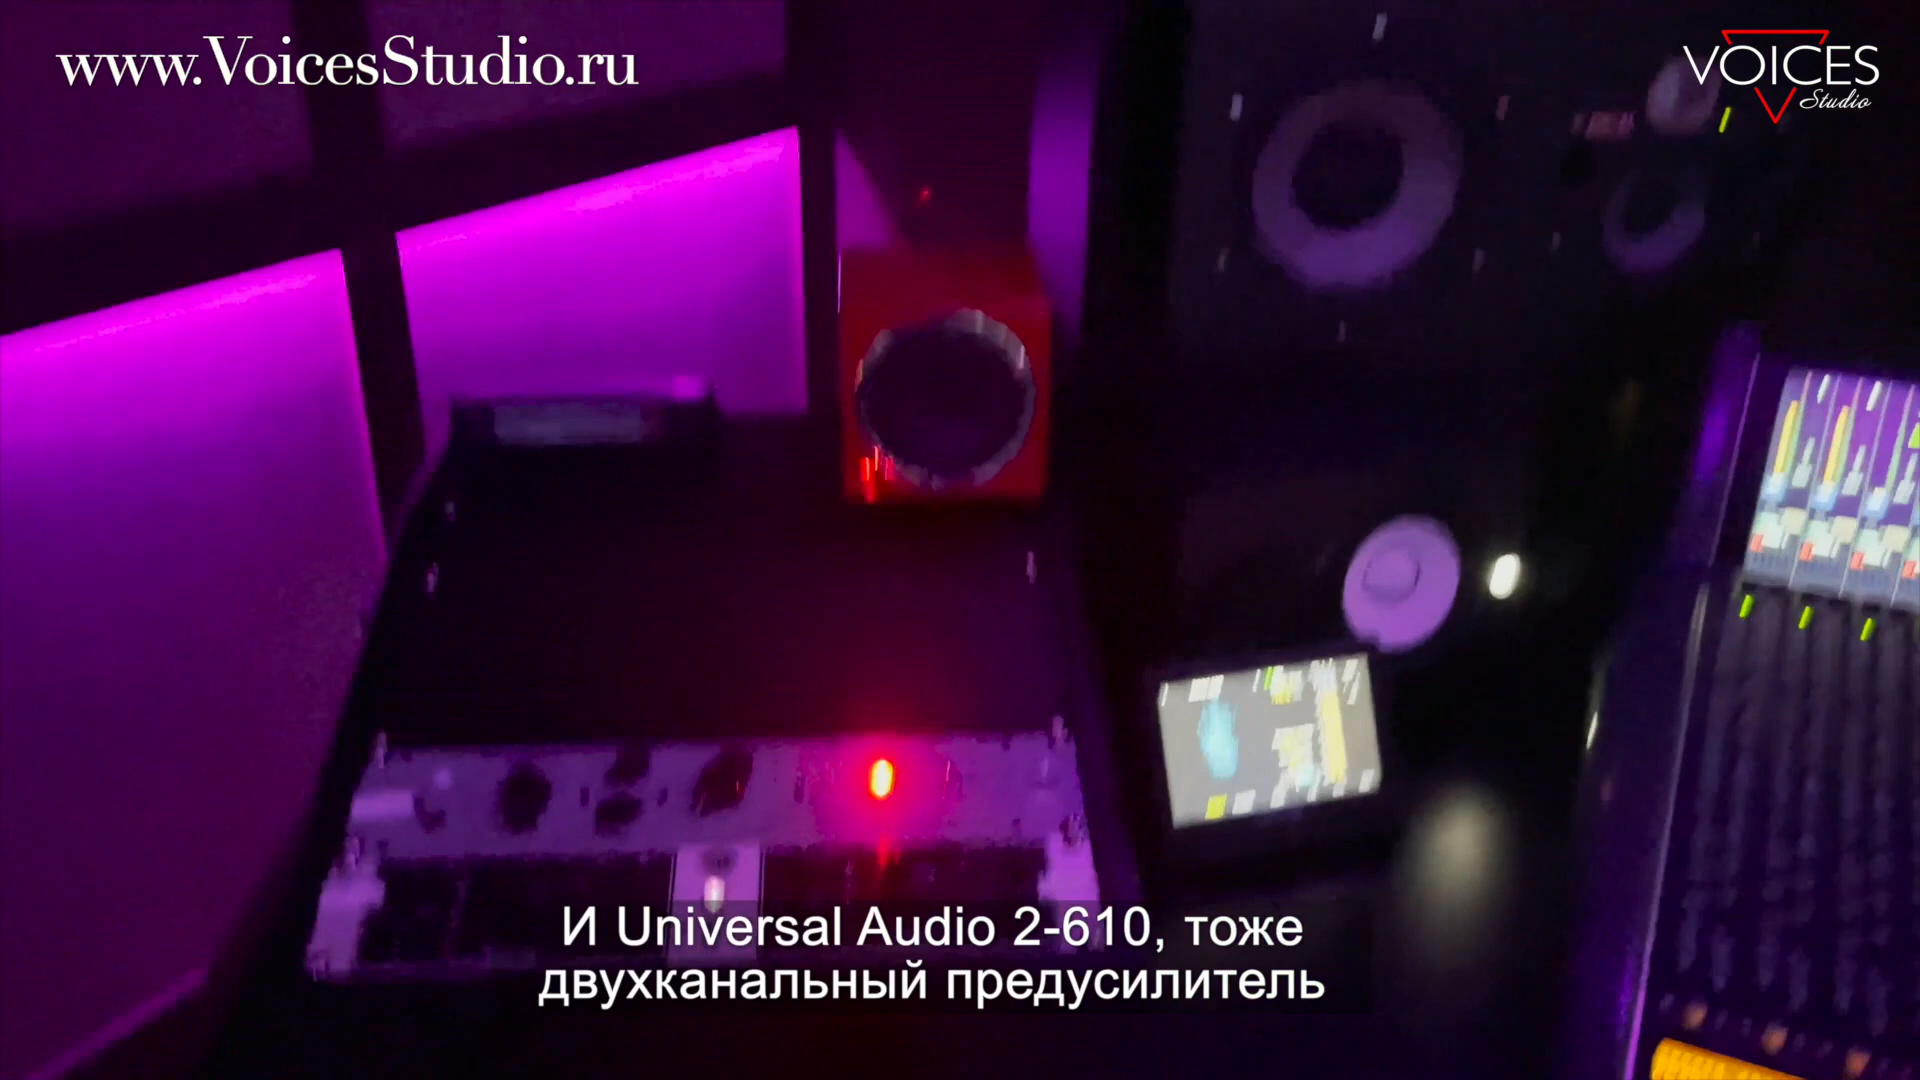 www.VoicesStudio.ru
VOICES
Studio
И Universal Audio 2-610, тоже
двухканальный предусилитель